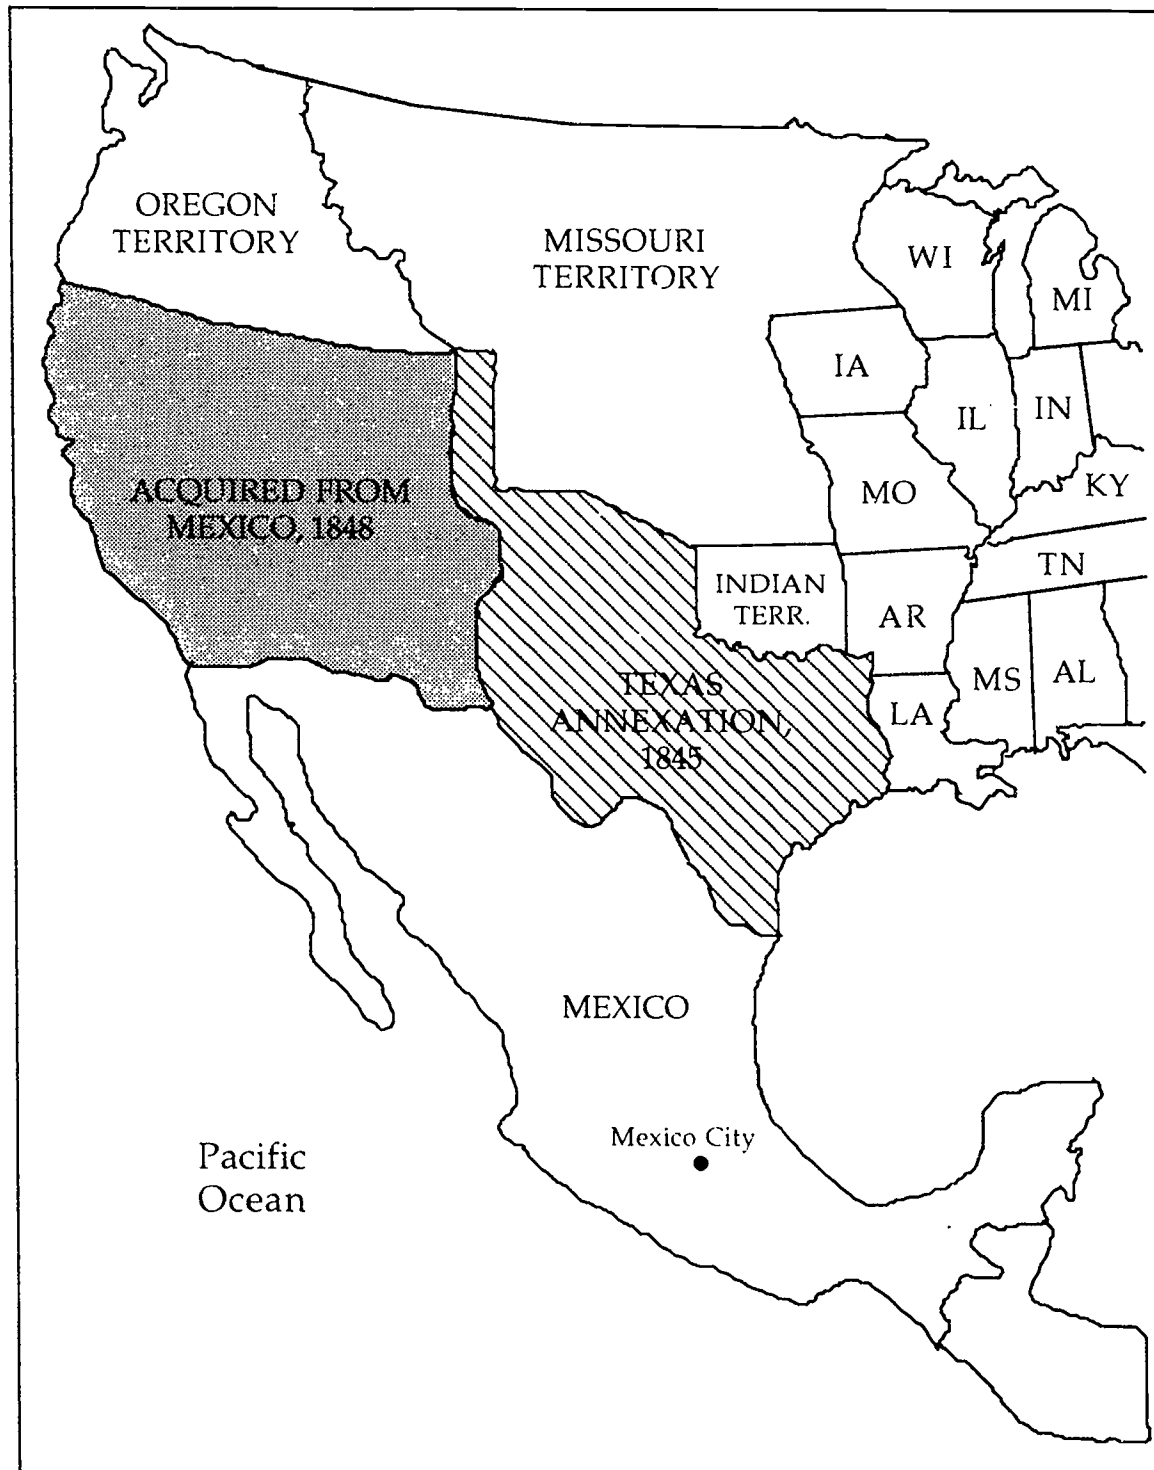 OREGON
TERRITORY
MISSOURI
TERRITORY
WI
MI
IA
IL
IN
ACQUIRED FROM
MEXICO, 1848
MO
KY
TN
INDIAN
TERR.
AR
TEXAS
ANNEXATION,
1845
LA
MS
AL
MEXICO
Mexico City
Pacific
Ocean